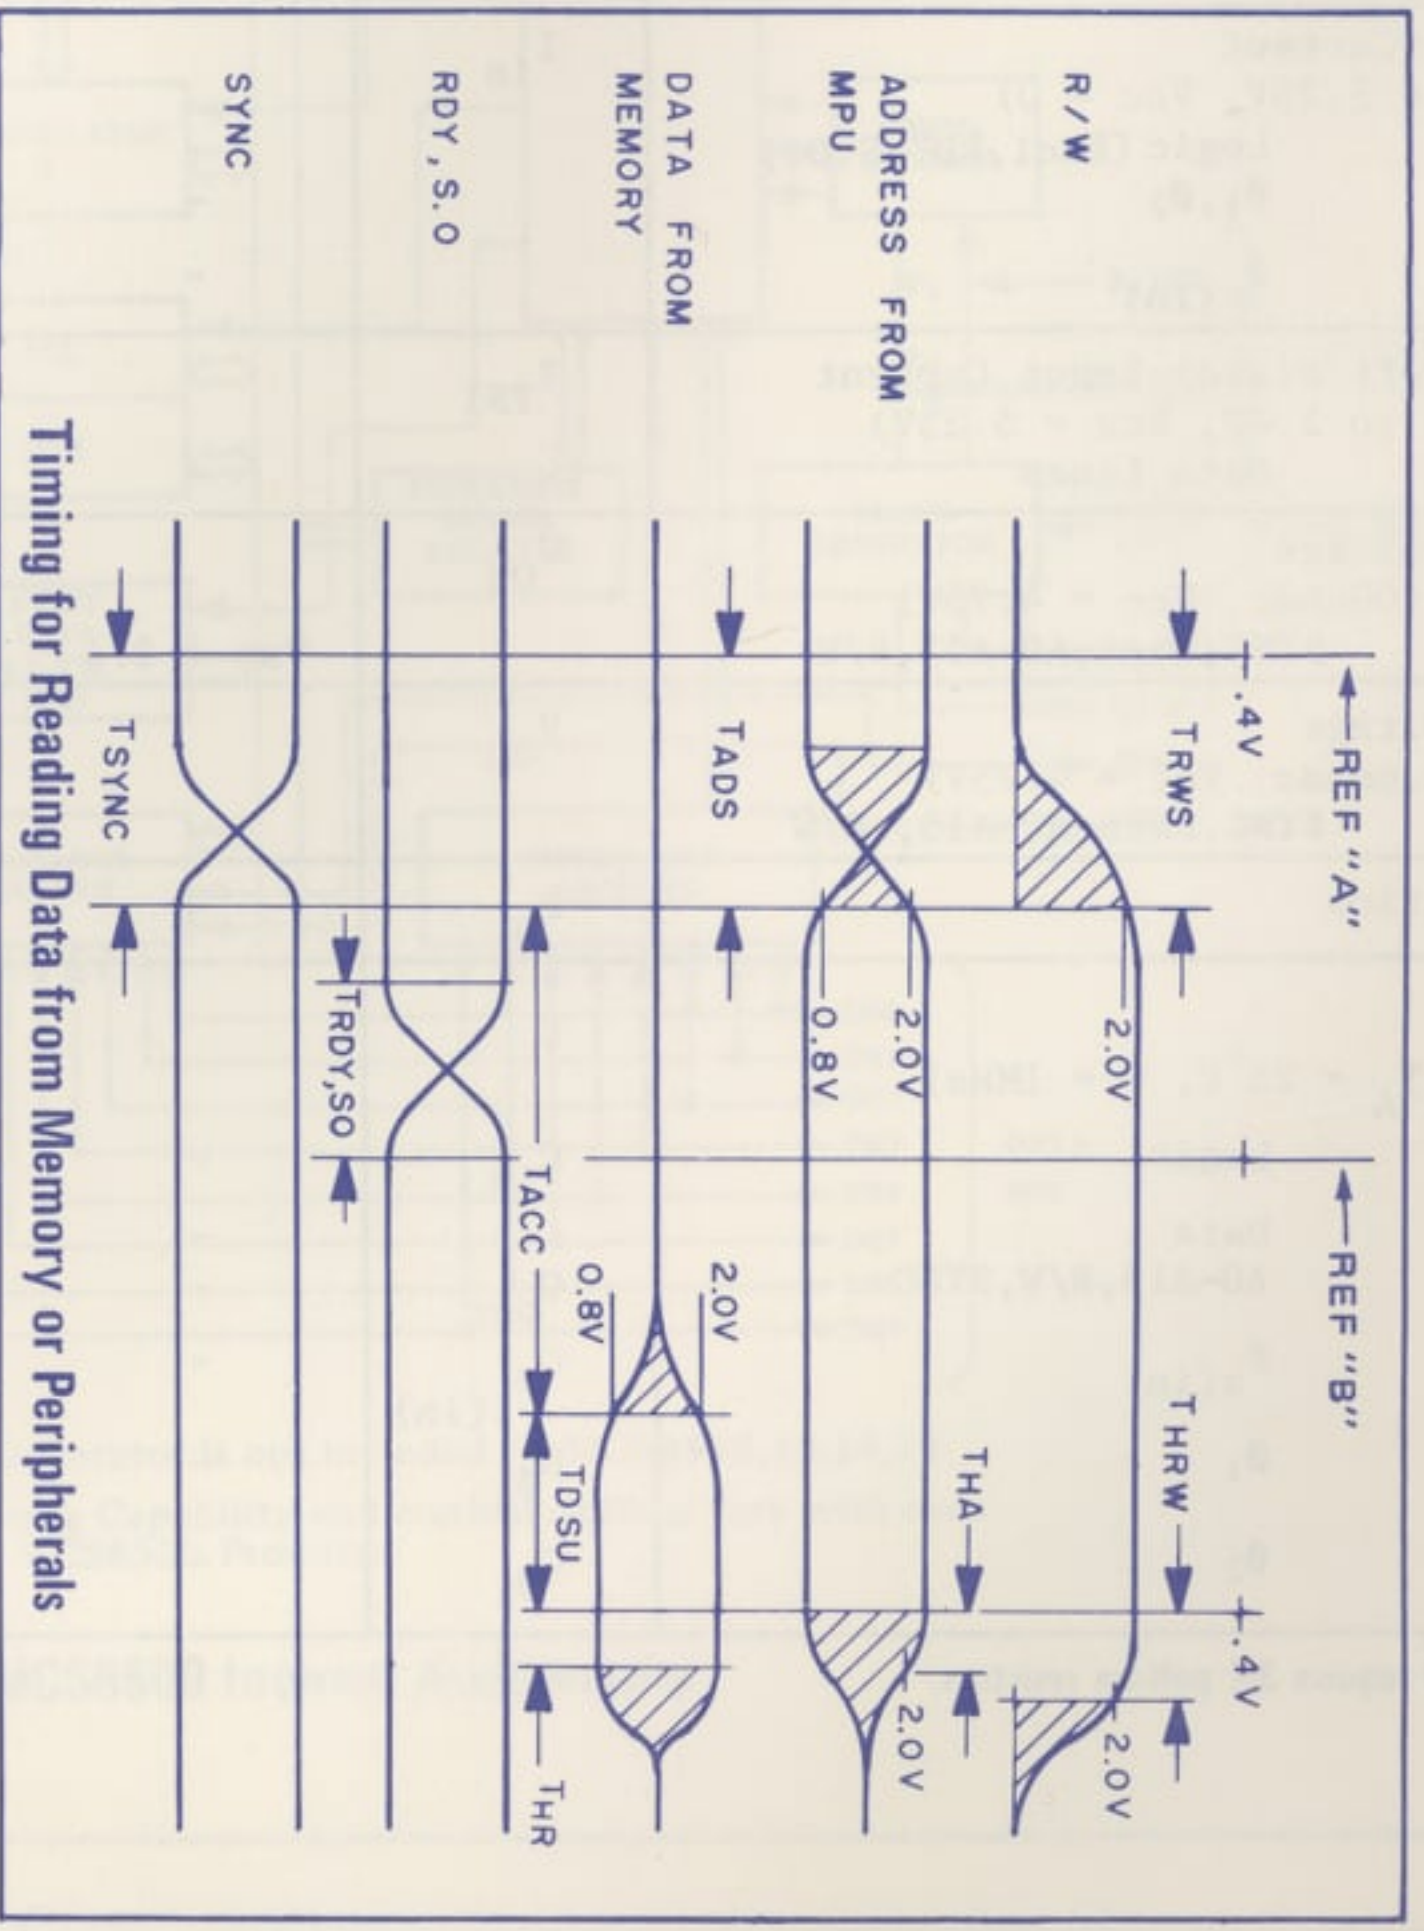 REF "A"
REF "B"
.4V
.4V
TRWS
THRW
R/W
2.0V
2.0V
ADDRESS FROM
MPU
2.0V
0.8V
THA
2.0V
TADS
DATA FROM
MEMORY
2.0V
0.8V
TDSU
TACC
THR
RDY, S.O
TRDY,SO
SYNC
TSYNC
Timing for Reading Data from Memory or Peripherals